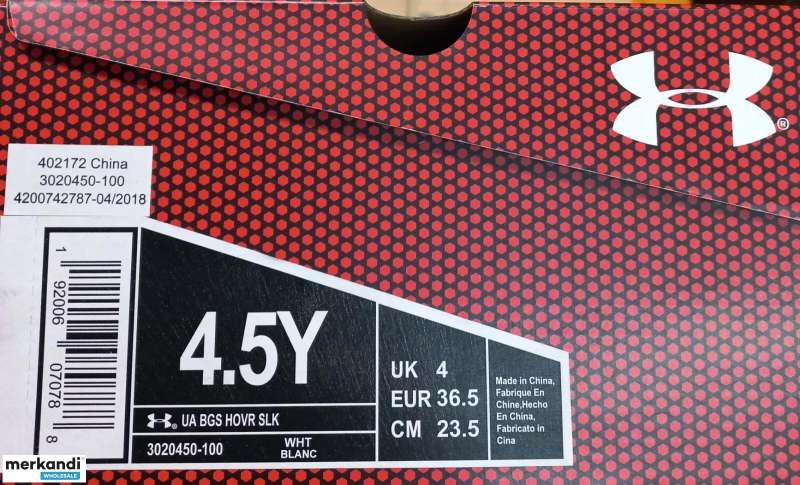 ®
402172 China
3020450-100
4200742787-04/2018
1 92006 07078 8
4.5Y
UA BGS HOVR SLK
3020450-100
WHT
BLANC
UK 4
EUR 36.5
CM 23.5
Made in China,
Fabrique En
Chine,Hecho
En China,
Fabricato in
Cina
merkandi
WHOLESALE